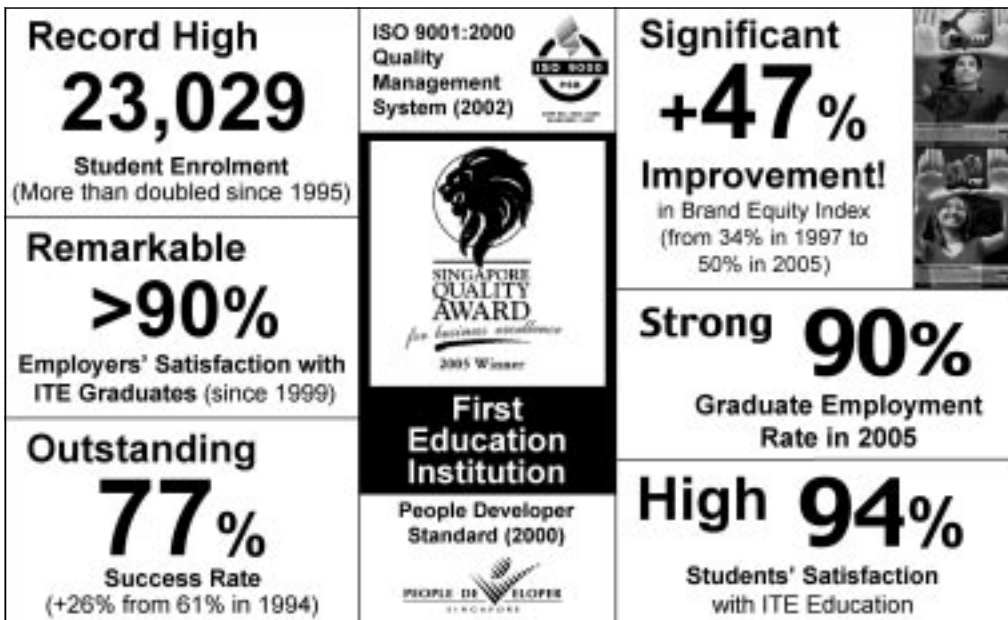 Record High
23,029
Student Enrolment
(More than doubled since 1995)
Remarkable
>90%
Employers' Satisfaction with
ITE Graduates (since 1999)
Outstanding
77%
Success Rate
(+26% from 61% in 1994)
ISO 9001:2000
Quality
Management
System (2002)
ISO 9000
PSB
SINGAPORE
QUALITY
AWARD
for business excellence
2005 Winner
First
Education
Institution
People Developer
Standard (2000)
PEOPLE DEVELOPER
SINGAPORE
Significant
+47%
Improvement!
in Brand Equity Index
(from 34% in 1997 to
50% in 2005)
Strong 90%
Graduate Employment
Rate in 2005
High 94%
Students' Satisfaction
with ITE Education